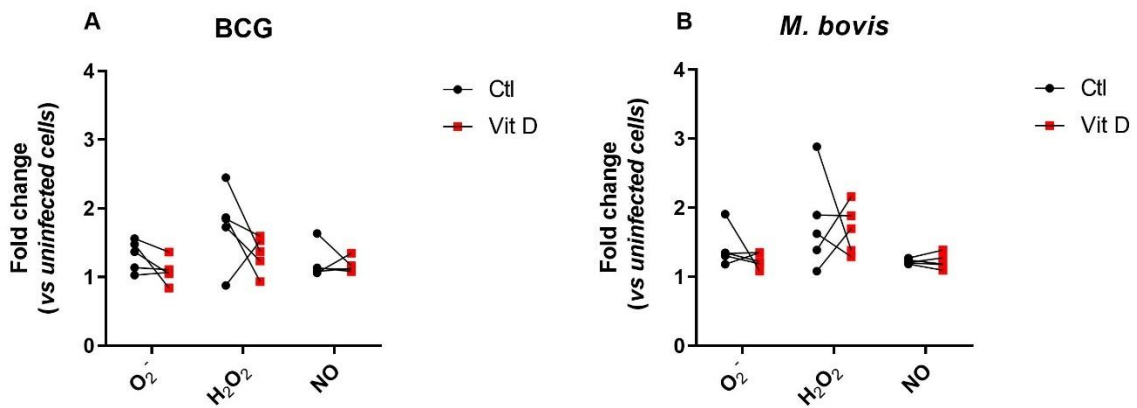 A
BCG
4
3
2
1
0
Fold change
(vs uninfected cells)
O₂⁻
H₂O₂
NO
Ctl
Vit D
B
M. bovis
4
3
2
1
0
Fold change
(vs uninfected cells)
O₂⁻
H₂O₂
NO
Ctl
Vit D